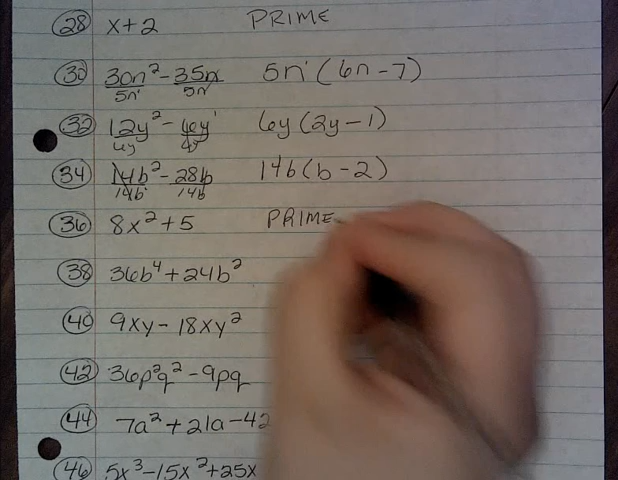 28 x+2 PRIME
30 30n²-35n 5n(6n-7)
5n 5n
32 12y²-6y 6y(2y-1)
6y 6y
34 14b²-28b 14b(b-2)
14b 14b
36 8x²+5 PRIME
38 36b⁴+24b²
40 9xy-18xy²
42 36p²q²-9pq
44 7a²+21a-42
46 5x³-15x²+25x